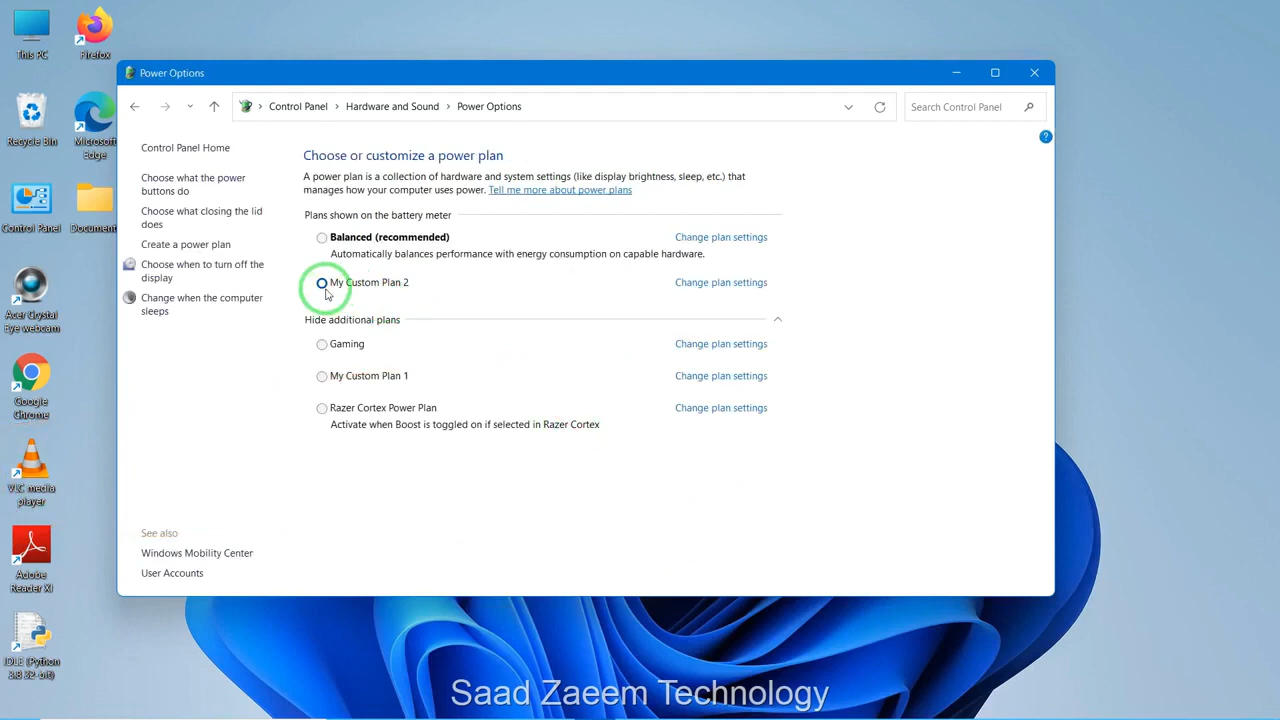 This PC
Firefox
Recycle Bin
Microsoft
Edge
Control Panel
Document
Acer Crystal
Eye webcam
Google
Chrome
VLC media
player
Adobe
Reader XI
IDLE (Python
3.8 32-bit)
Power Options
Control Panel > Hardware and Sound > Power Options
Search Control Panel
Control Panel Home
Choose what the power
buttons do
Choose what closing the lid
does
Create a power plan
Choose when to turn off the
display
Change when the computer
sleeps
See also
Windows Mobility Center
User Accounts
Choose or customize a power plan
A power plan is a collection of hardware and system settings (like display brightness, sleep, etc.) that
manages how your computer uses power. Tell me more about power plans
Plans shown on the battery meter
Balanced (recommended) Change plan settings
Automatically balances performance with energy consumption on capable hardware.
My Custom Plan 2 Change plan settings
Hide additional plans
Gaming Change plan settings
My Custom Plan 1 Change plan settings
Razer Cortex Power Plan Change plan settings
Activate when Boost is toggled on if selected in Razer Cortex
Saad Zaeem Technology